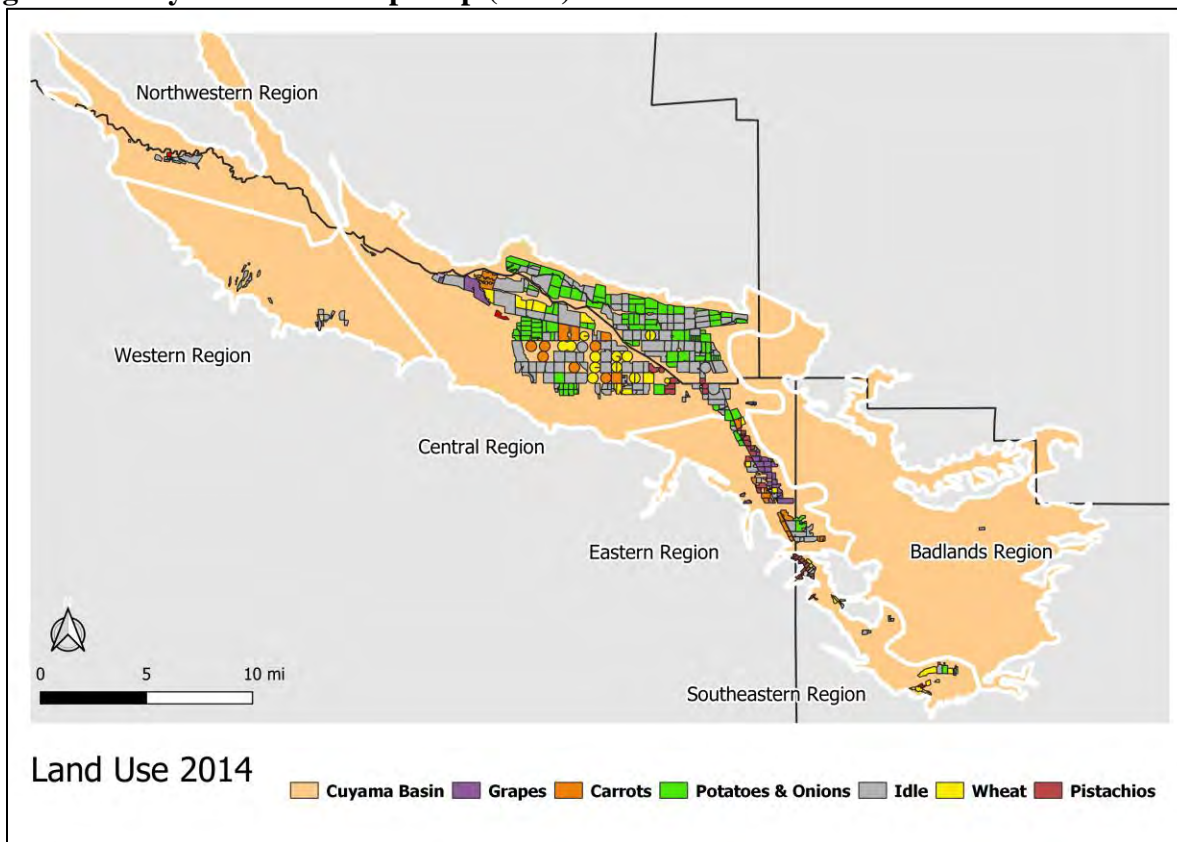 Northwestern Region
Western Region
Central Region
Eastern Region
Badlands Region
Southeastern Region
0 5 10 mi
Land Use 2014
Cuyama Basin Grapes Carrots Potatoes & Onions Idle Wheat Pistachios